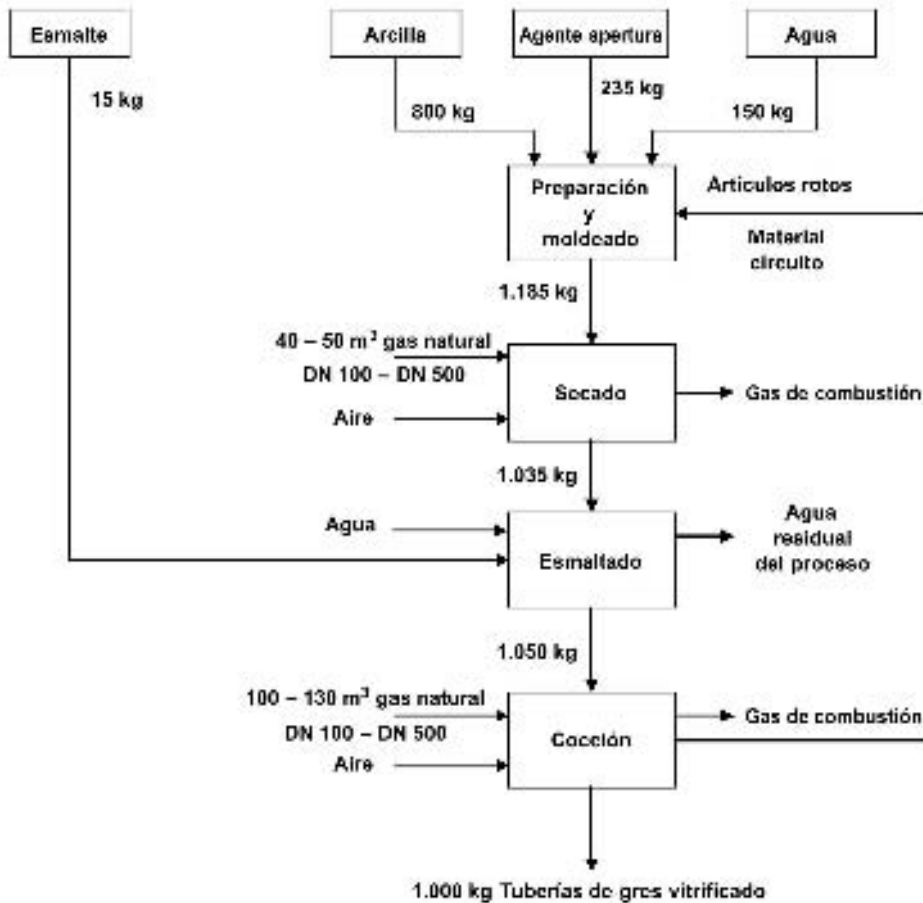 Esmalte
Arcilla
Agente apertura
Agua
15 kg
800 kg
235 kg
150 kg
Preparación
y
moldeado
Artículos rotos
Material
circuito
1.185 kg
40 – 50 m³ gas natural
DN 100 – DN 500
Aire
Secado
Gas de combustión
1.035 kg
Agua
Esmaltado
Agua
residual
del proceso
1.050 kg
100 – 130 m³ gas natural
DN 100 – DN 500
Aire
Cocción
Gas de combustión
1.000 kg Tuberías de gres vitrificado